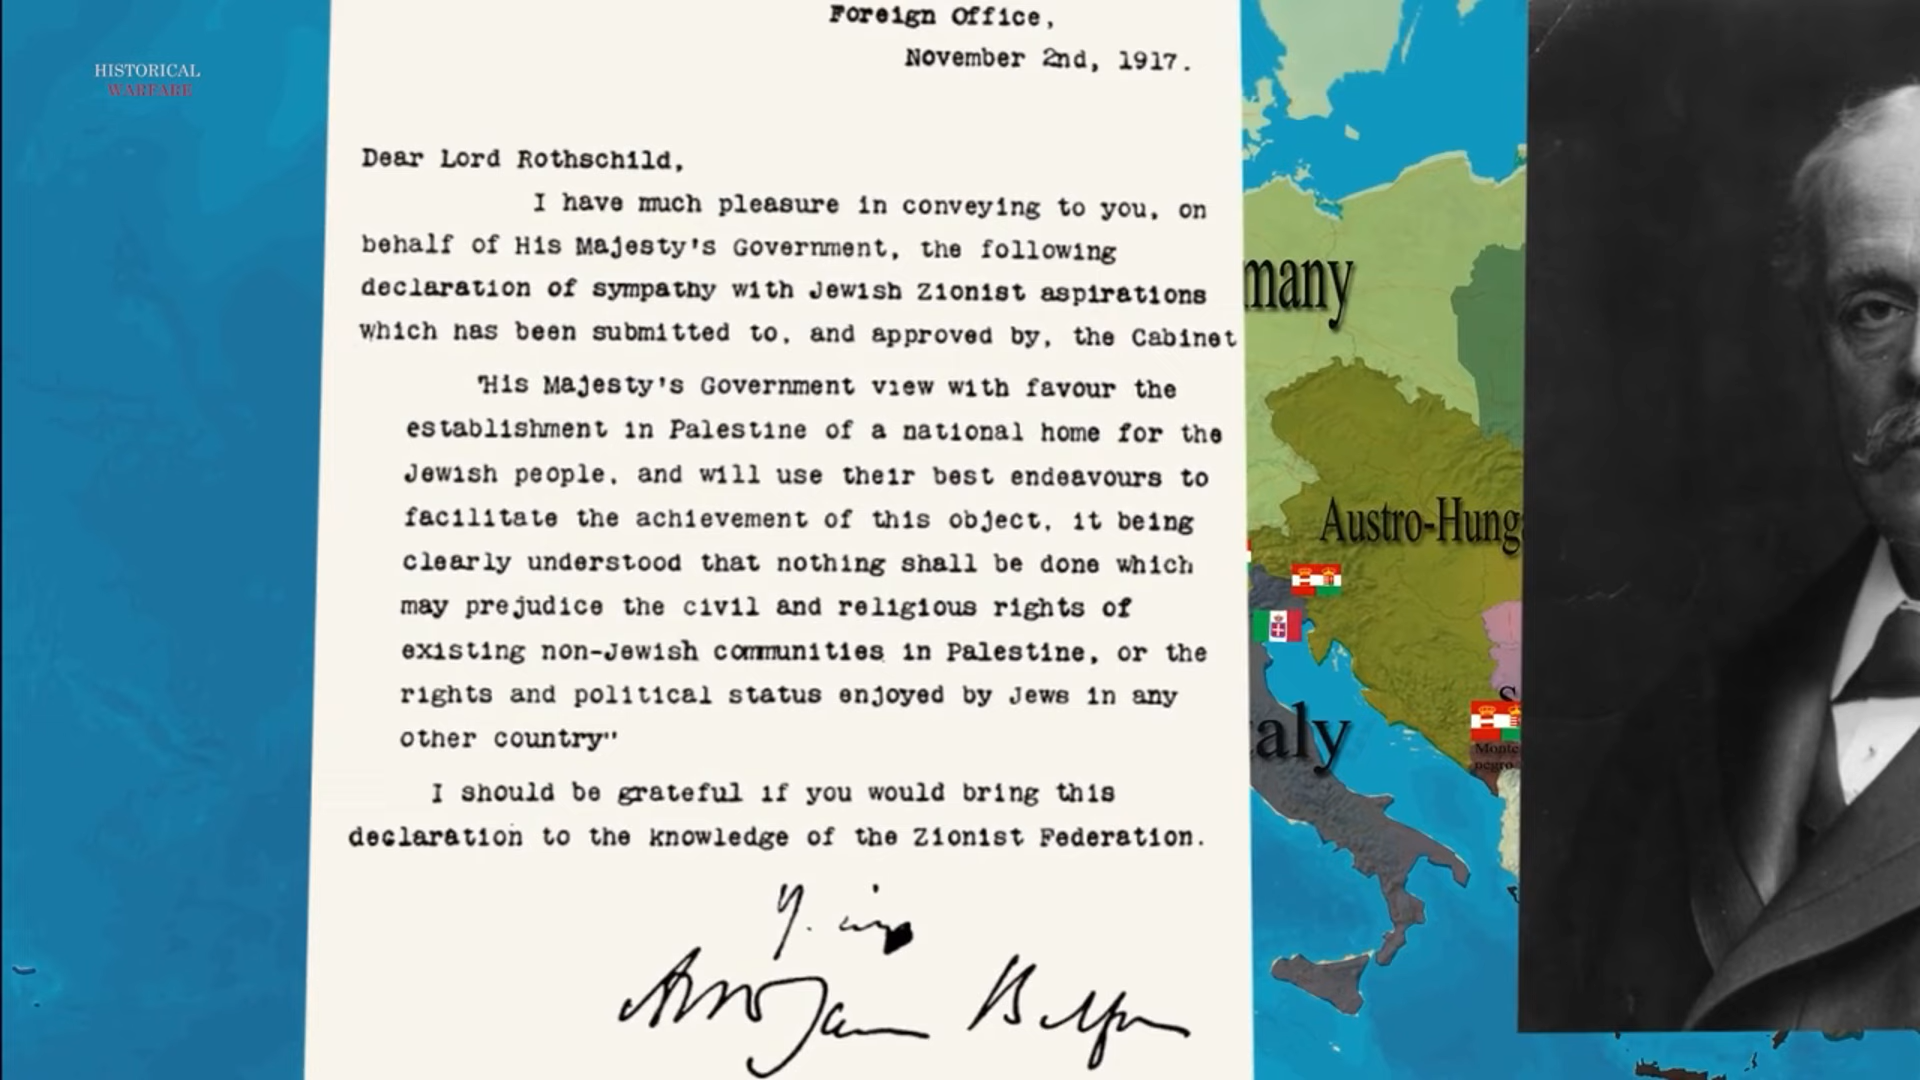 HISTORICAL
WARFARE
Foreign Office,
November 2nd, 1917.
Dear Lord Rothschild,
I have much pleasure in conveying to you, on
behalf of His Majesty's Government, the following
declaration of sympathy with Jewish Zionist aspirations
which has been submitted to, and approved by, the Cabinet
"His Majesty's Government view with favour the
establishment in Palestine of a national home for the
Jewish people, and will use their best endeavours to
facilitate the achievement of this object, it being
clearly understood that nothing shall be done which
may prejudice the civil and religious rights of
existing non-Jewish communities in Palestine, or the
rights and political status enjoyed by Jews in any
other country"
I should be grateful if you would bring this
declaration to the knowledge of the Zionist Federation.
many
Austro-Hung
taly
S
Monte
negro